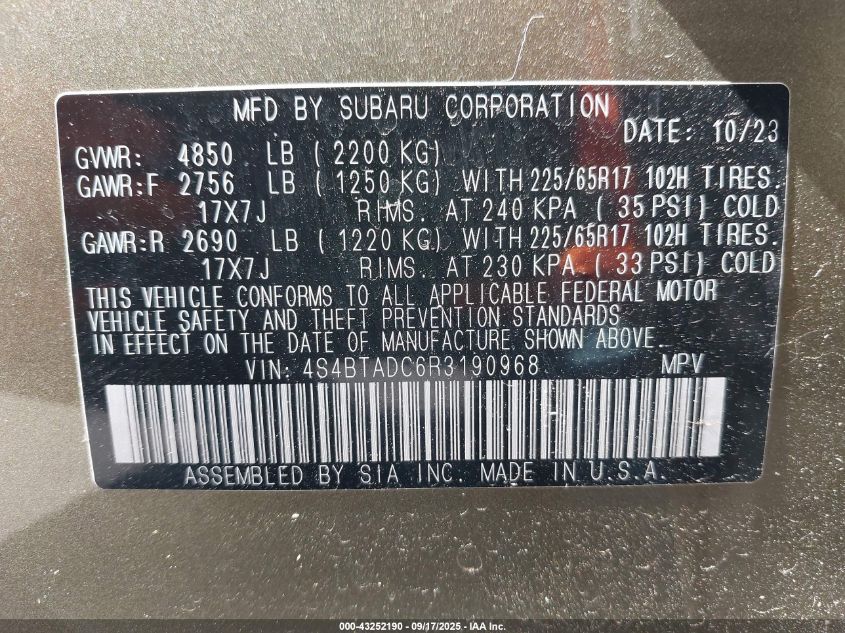 MFD BY SUBARU CORPORATION
DATE: 10/23
GVWR: 4850 LB ( 2200 KG)
GAWR:F 2756 LB ( 1250 KG) WITH 225/65R17 102H TIRES.
17X7J RIMS. AT 240 KPA ( 35 PSI) COLD
GAWR:R 2690 LB ( 1220 KG) WITH 225/65R17 102H TIRES.
17X7J RIMS. AT 230 KPA ( 33 PSI) COLD
THIS VEHICLE CONFORMS TO ALL APPLICABLE FEDERAL MOTOR
VEHICLE SAFETY AND THEFT PREVENTION STANDARDS
IN EFFECT ON THE DATE OF MANUFACTURE SHOWN ABOVE.
VIN: 4S4BTADC6R3190968 MPV
ASSEMBLED BY SIA INC. MADE IN U.S.A.
000-43252190 - 09/17/2025 - IAA Inc.